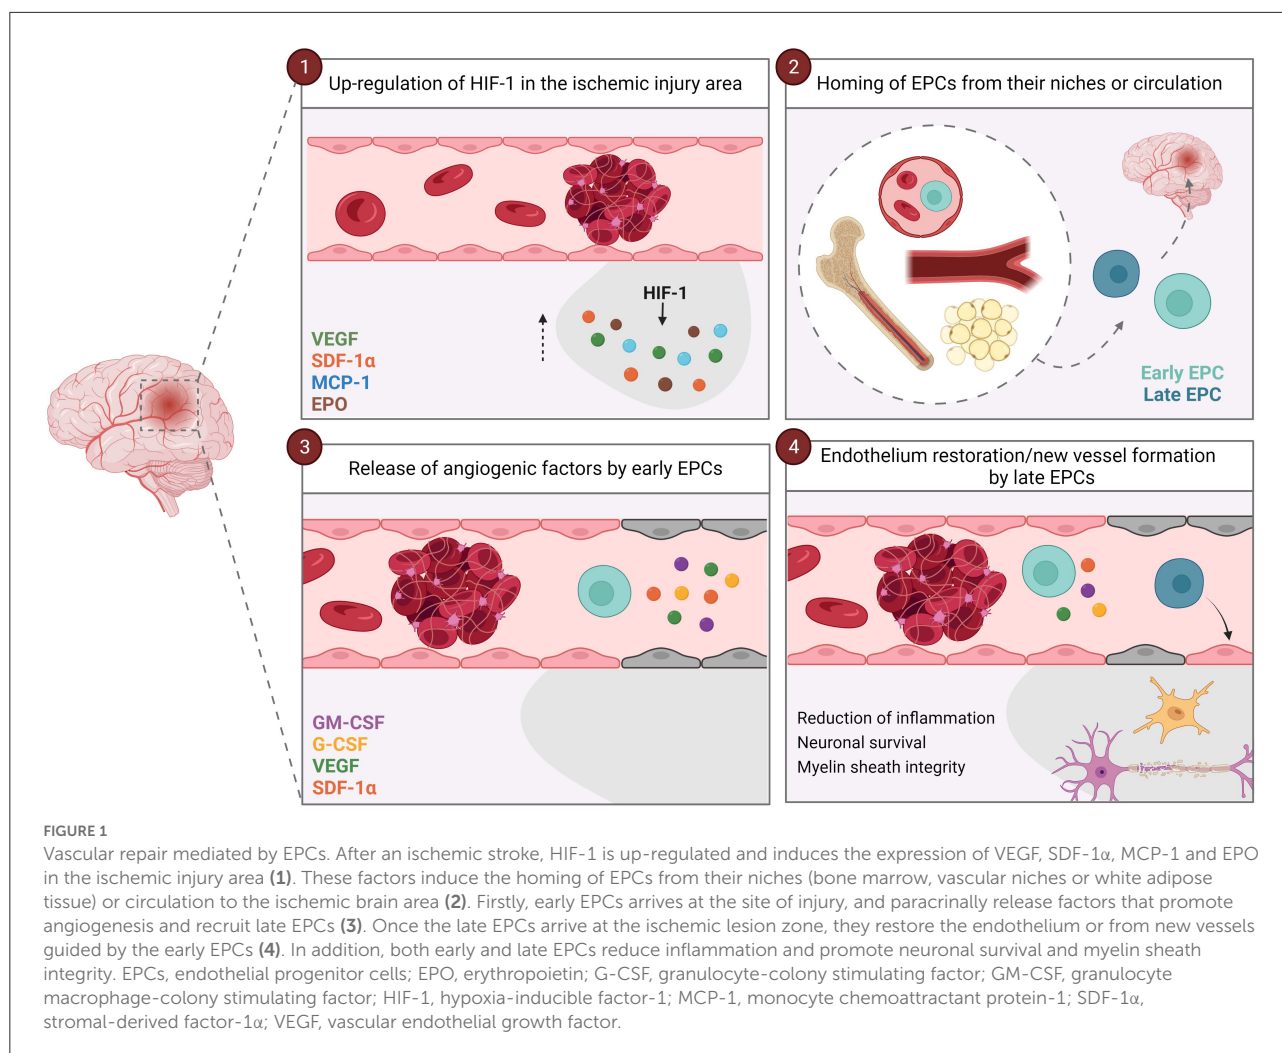 1
Up-regulation of HIF-1 in the ischemic injury area
HIF-1
VEGF
SDF-1α
MCP-1
EPO
2
Homing of EPCs from their niches or circulation
Early EPC
Late EPC
3
Release of angiogenic factors by early EPCs
GM-CSF
G-CSF
VEGF
SDF-1α
4
Endothelium restoration/new vessel formation
by late EPCs
Reduction of inflammation
Neuronal survival
Myelin sheath integrity
FIGURE 1
Vascular repair mediated by EPCs. After an ischemic stroke, HIF-1 is up-regulated and induces the expression of VEGF, SDF-1α, MCP-1 and EPO
in the ischemic injury area (1). These factors induce the homing of EPCs from their niches (bone marrow, vascular niches or white adipose
tissue) or circulation to the ischemic brain area (2). Firstly, early EPCs arrives at the site of injury, and paracrinally release factors that promote
angiogenesis and recruit late EPCs (3). Once the late EPCs arrive at the ischemic lesion zone, they restore the endothelium or from new vessels
guided by the early EPCs (4). In addition, both early and late EPCs reduce inflammation and promote neuronal survival and myelin sheath
integrity. EPCs, endothelial progenitor cells; EPO, erythropoietin; G-CSF, granulocyte-colony stimulating factor; GM-CSF, granulocyte
macrophage-colony stimulating factor; HIF-1, hypoxia-inducible factor-1; MCP-1, monocyte chemoattractant protein-1; SDF-1α,
stromal-derived factor-1α; VEGF, vascular endothelial growth factor.